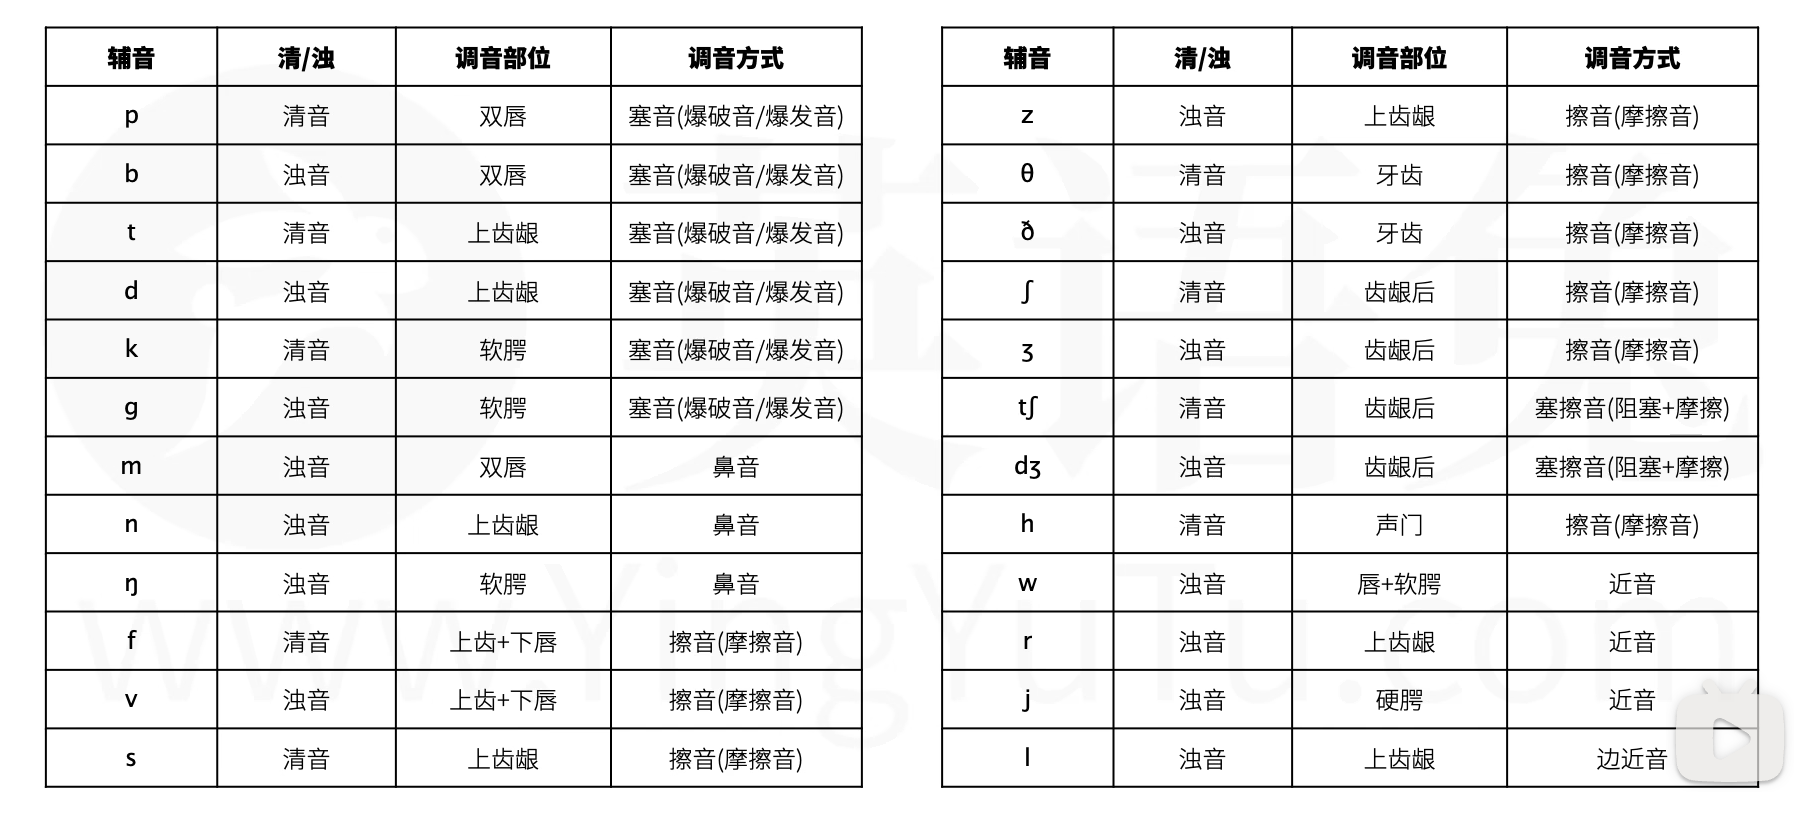 辅音 清/浊 调音部位 调音方式
p 清音 双唇 塞音(爆破音/爆发音)
b 浊音 双唇 塞音(爆破音/爆发音)
t 清音 上齿龈 塞音(爆破音/爆发音)
d 浊音 上齿龈 塞音(爆破音/爆发音)
k 清音 软腭 塞音(爆破音/爆发音)
g 浊音 软腭 塞音(爆破音/爆发音)
m 浊音 双唇 鼻音
n 浊音 上齿龈 鼻音
ŋ 浊音 软腭 鼻音
f 清音 上齿+下唇 擦音(摩擦音)
v 浊音 上齿+下唇 擦音(摩擦音)
s 清音 上齿龈 擦音(摩擦音)
辅音 清/浊 调音部位 调音方式
z 浊音 上齿龈 擦音(摩擦音)
θ 清音 牙齿 擦音(摩擦音)
ð 浊音 牙齿 擦音(摩擦音)
ʃ 清音 齿龈后 擦音(摩擦音)
ʒ 浊音 齿龈后 擦音(摩擦音)
tʃ 清音 齿龈后 塞擦音(阻塞+摩擦)
dʒ 浊音 齿龈后 塞擦音(阻塞+摩擦)
h 清音 声门 擦音(摩擦音)
w 浊音 唇+软腭 近音
r 浊音 上齿龈 近音
j 浊音 硬腭 近音
l 浊音 上齿龈 边近音
英语兔
www.YingYuTu.com